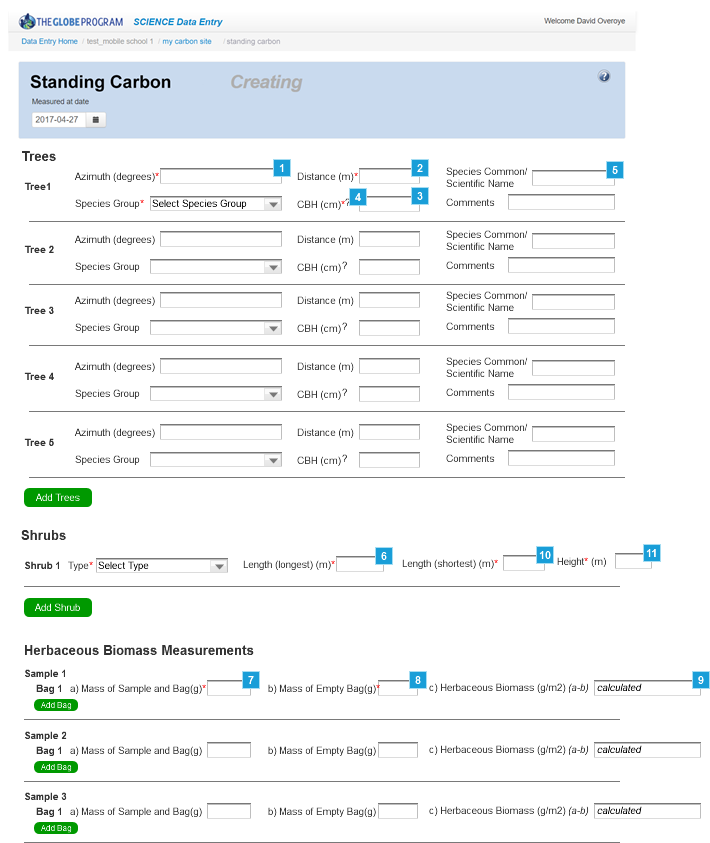 THE GLOBE PROGRAM SCIENCE Data Entry Welcome David Overoye
Data Entry Home / test_mobile school 1 / my carbon site / standing carbon
Standing Carbon Creating ?
Measured at date
2017-04-27
Trees
Tree1
Azimuth (degrees)* 1 Distance (m)* 2 Species Common/ Scientific Name 5
Species Group* Select Species Group CBH (cm)*? 4 3 Comments
Tree 2
Azimuth (degrees) Distance (m) Species Common/ Scientific Name
Species Group CBH (cm)? Comments
Tree 3
Azimuth (degrees) Distance (m) Species Common/ Scientific Name
Species Group CBH (cm)? Comments
Tree 4
Azimuth (degrees) Distance (m) Species Common/ Scientific Name
Species Group CBH (cm)? Comments
Tree 5
Azimuth (degrees) Distance (m) Species Common/ Scientific Name
Species Group CBH (cm)? Comments
Add Trees
Shrubs
Shrub 1 Type* Select Type Length (longest) (m)* 6 Length (shortest) (m)* 10 Height* (m) 11
Add Shrub
Herbaceous Biomass Measurements
Sample 1
Bag 1 a) Mass of Sample and Bag(g)* 7 b) Mass of Empty Bag(g)* 8 c) Herbaceous Biomass (g/m2) (a-b) calculated 9
Add Bag
Sample 2
Bag 1 a) Mass of Sample and Bag(g) b) Mass of Empty Bag(g) c) Herbaceous Biomass (g/m2) (a-b) calculated
Add Bag
Sample 3
Bag 1 a) Mass of Sample and Bag(g) b) Mass of Empty Bag(g) c) Herbaceous Biomass (g/m2) (a-b) calculated
Add Bag